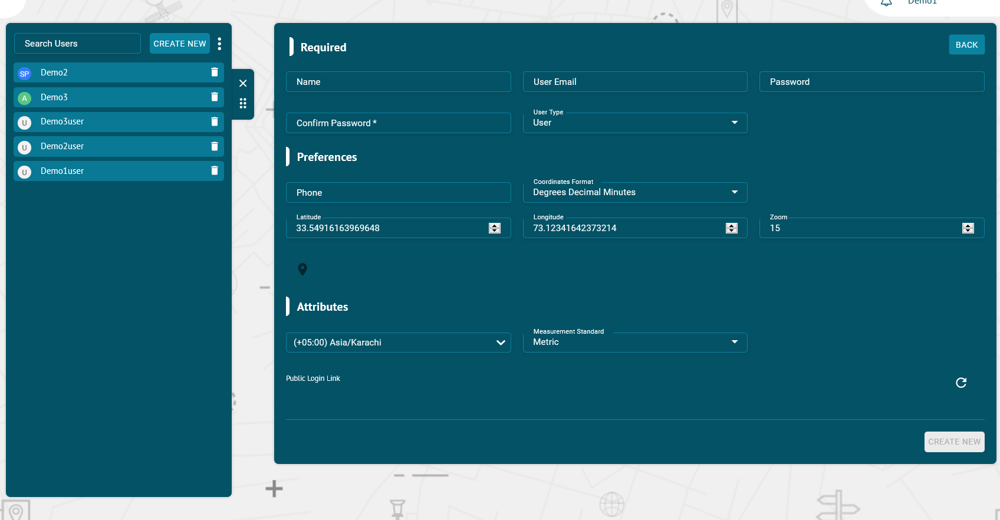 Demo1
Search Users
CREATE NEW
SP Demo2
A Demo3
U Demo3user
U Demo2user
U Demo1user
Required
BACK
Name
User Email
Password
Confirm Password *
User Type
User
Preferences
Phone
Coordinates Format
Degrees Decimal Minutes
Latitude
33.54916163969648
Longitude
73.12341642373214
Zoom
15
Attributes
(+05:00) Asia/Karachi
Measurement Standard
Metric
Public Login Link
CREATE NEW